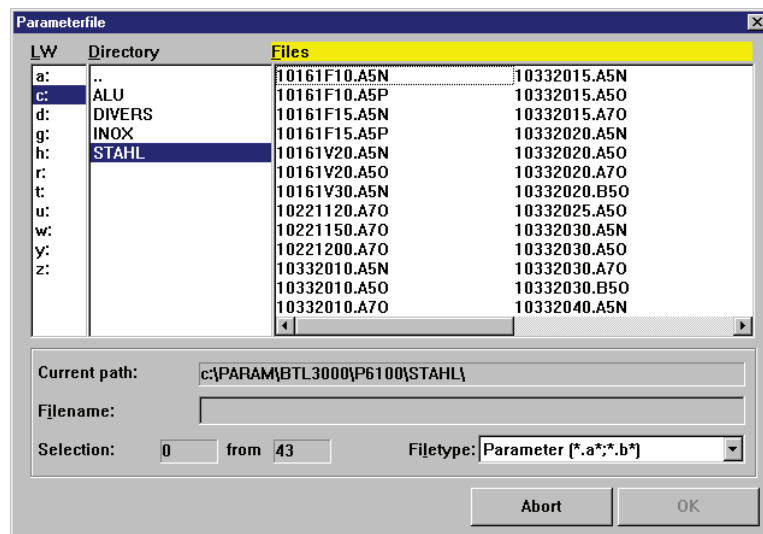 Parameterfile
LW Directory Files
a: .. 10161F10.A5N 10332015.A5N
c: ALU 10161F10.A5P 10332015.A5O
d: DIVERS 10161F15.A5N 10332015.A7O
g: INOX 10161F15.A5P 10332020.A5N
h: STAHL 10161V20.A5N 10332020.A5O
r: 10161V20.A5O 10332020.A7O
t: 10161V30.A5N 10332020.B5O
u: 10221120.A7O 10332025.A5O
w: 10221150.A7O 10332030.A5N
y: 10221200.A7O 10332030.A5O
z: 10332010.A5N 10332030.A7O
10332010.A5O 10332030.B5O
10332010.A7O 10332040.A5N
Current path: c:\PARAM\BTL3000\P6100\STAHL\
Filename:
Selection: 0 from 43 Filetype: Parameter (*.a*;*.b*)
Abort OK